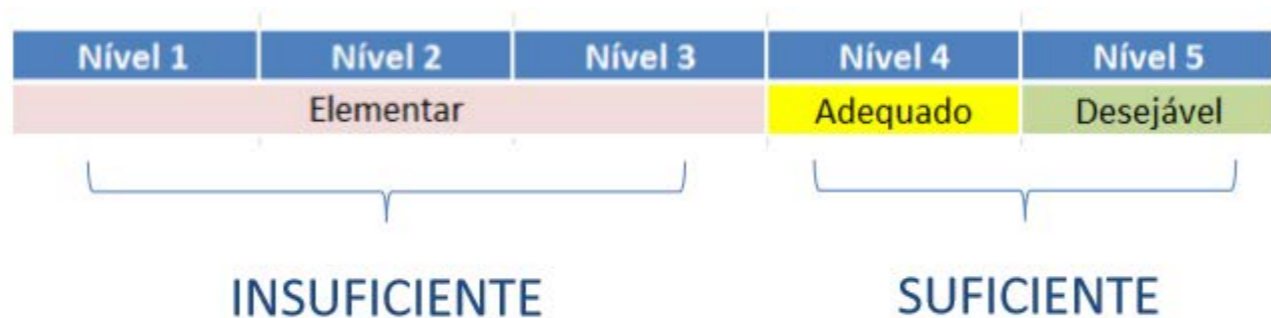 Nível 1 Nível 2 Nível 3 Nível 4 Nível 5
Elementar Adequado Desejável
INSUFICIENTE SUFICIENTE